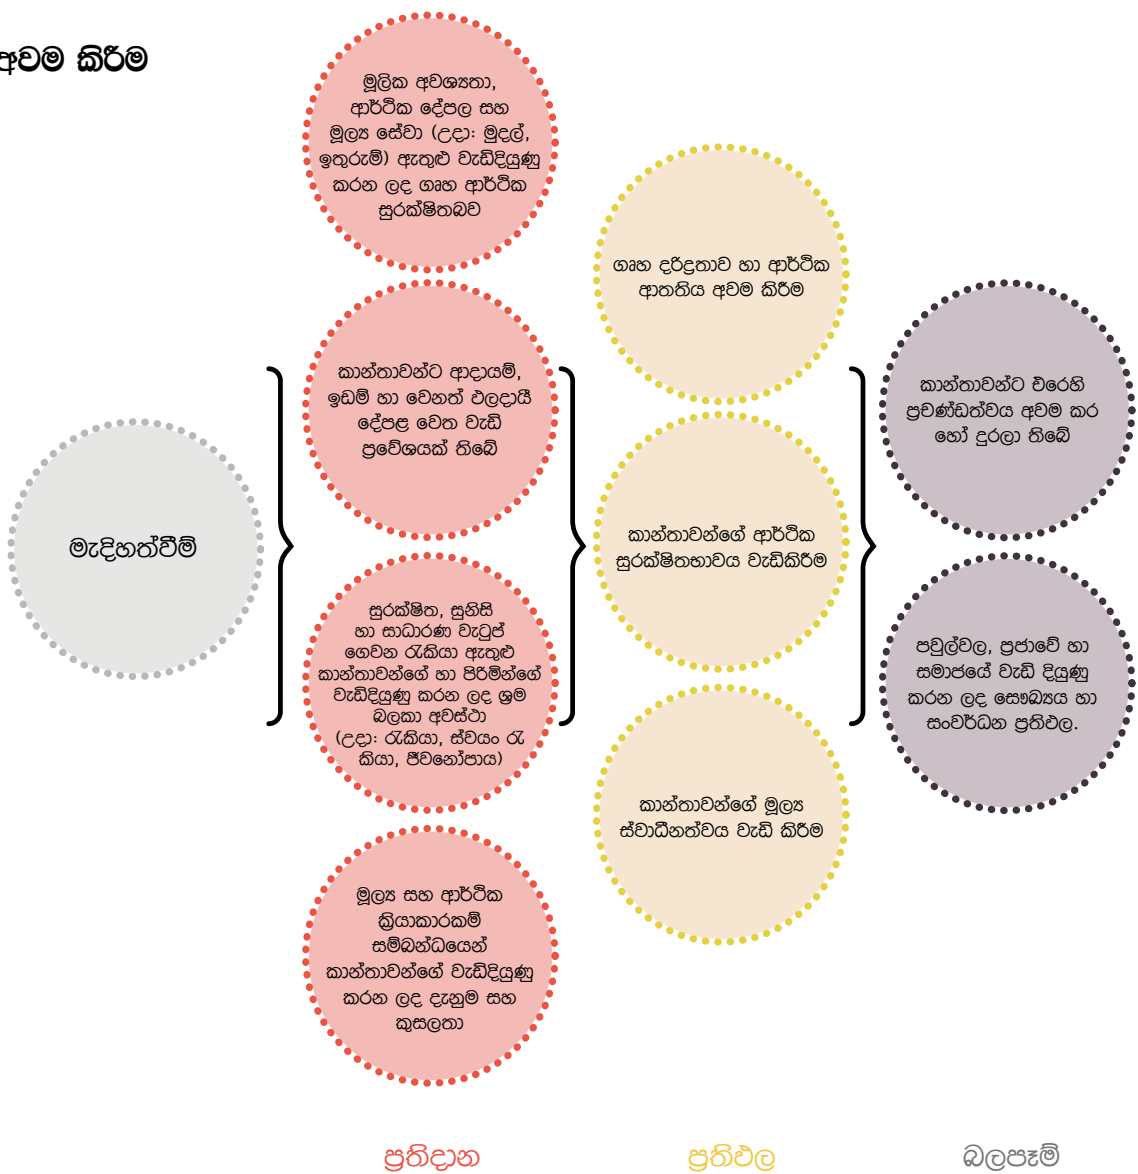 අවම කිරීම
මූලික අවශ්‍යතා,
ආර්ථික දේපල සහ
මූල්‍ය සේවා (උදා: මුදල්,
ඉතුරුම්) ඇතුළු වැඩිදියුණු
කරන ලද ගෘහ ආර්ථික
සුරක්ෂිතබව
කාන්තාවන්ට ආදායම්,
ඉඩම් හා වෙනත් ඵලදායී
දේපළ වෙත වැඩි
ප්‍රවේශයක් තිබේ
සුරක්ෂිත, සුනිසි
හා සාධාරණ වැටුප්
ගෙවන රැකියා ඇතුළු
කාන්තාවන්ගේ හා පිරිමින්ගේ
වැඩිදියුණු කරන ලද ශ්‍රම
බලකා අවස්ථා
(උදා: රැකියා, ස්වයං රැ
කියා, ජීවනෝපාය)
මූල්‍ය සහ ආර්ථික
ක්‍රියාකාරකම්
සම්බන්ධයෙන්
කාන්තාවන්ගේ වැඩිදියුණු
කරන ලද දැනුම සහ
කුසලතා
ගෘහ දරිද්‍රතාව හා ආර්ථික
ආතතිය අවම කිරීම
කාන්තාවන්ගේ ආර්ථික
සුරක්ෂිතභාවය වැඩිකිරීම
කාන්තාවන්ගේ මූල්‍ය
ස්වාධීනත්වය වැඩි කිරීම
කාන්තාවන්ට එරෙහි
ප්‍රචණ්ඩත්වය අවම කර
හෝ දුරලා තිබේ
පවුල්වල, ප්‍රජාවේ හා
සමාජයේ වැඩි දියුණු
කරන ලද සෞඛ්‍යය හා
සංවර්ධන ප්‍රතිඵල.
මැදිහත්වීම්
ප්‍රතිදාන
ප්‍රතිඵල
බලපෑම්